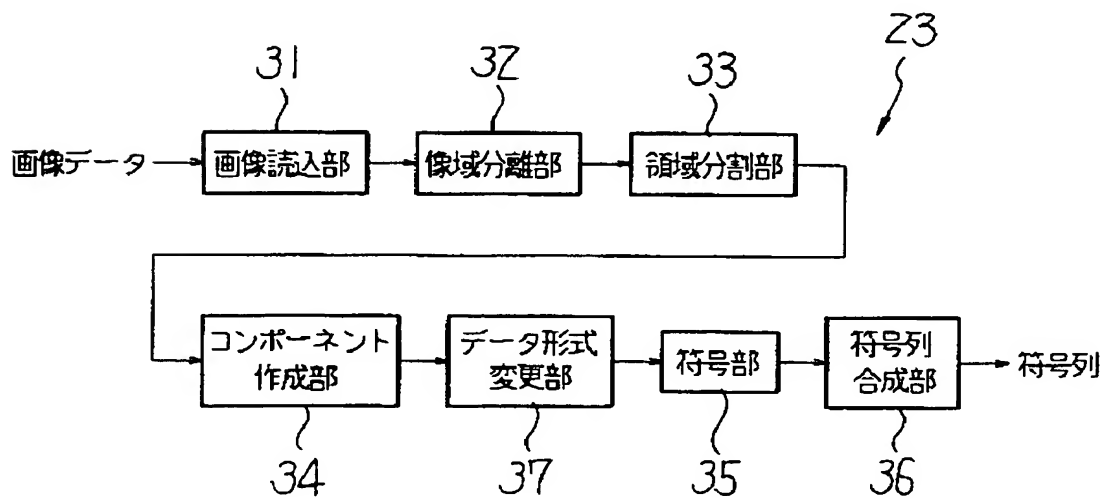 23
31
32
33
画像データ
画像読込部
像域分離部
領域分割部
コンポーネント
作成部
データ形式
変更部
符号部
符号列
合成部
符号列
34
37
35
36